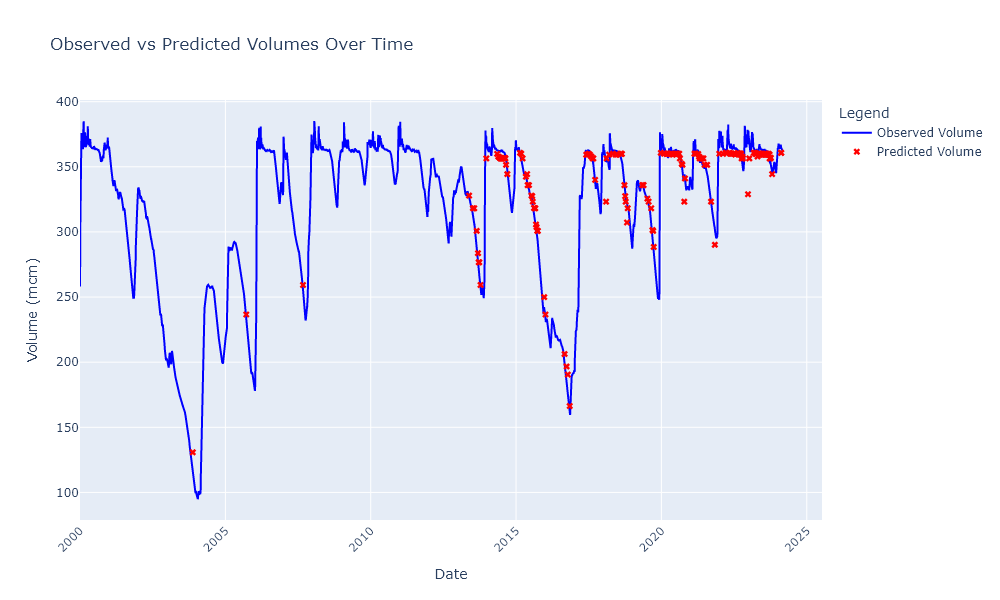 Observed vs Predicted Volumes Over Time
Legend
Observed Volume
Predicted Volume
Volume (mcm)
400
350
300
250
200
150
100
2000
2005
2010
2015
2020
2025
Date